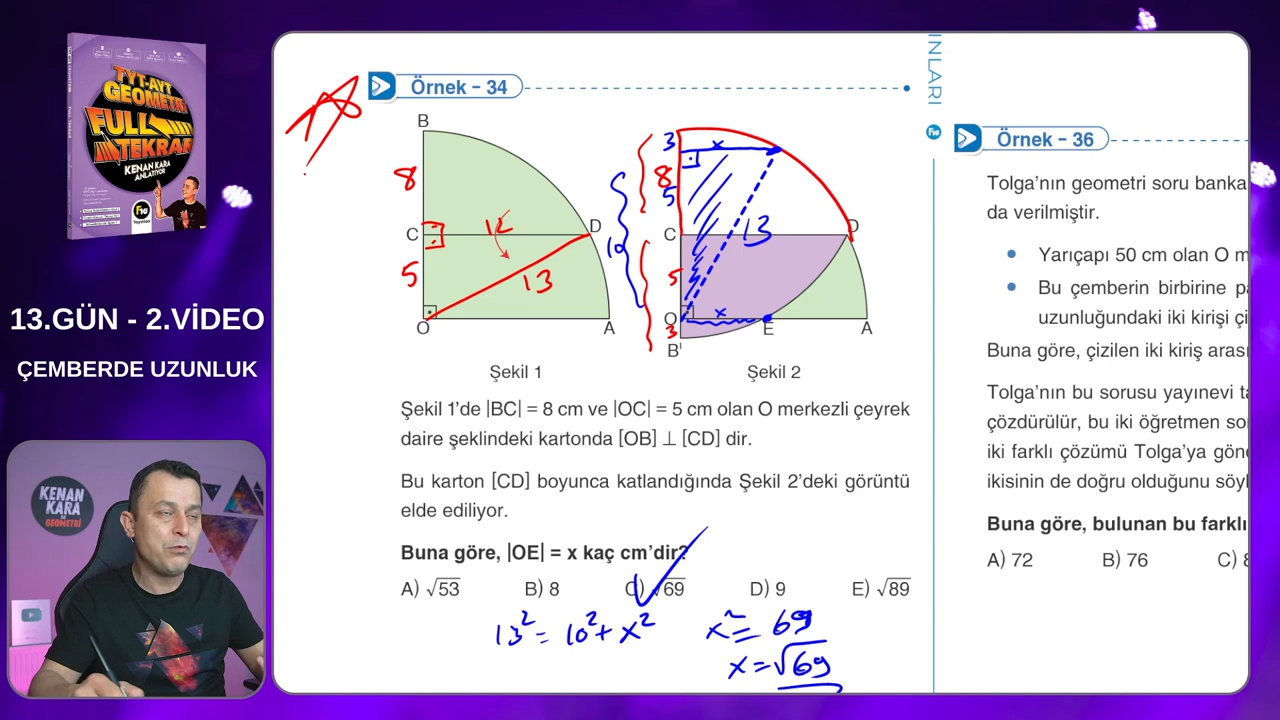 TYT-AYT
GEOMETRİ
FULL
TEKRAR
KENAN KARA
ANLATIYOR
13.GÜN - 2.VİDEO
ÇEMBERDE UZUNLUK
KENAN
KARA
ile
GEOMETRİ
Örnek - 34
B
8
C
12
D
5
13
O
A
Şekil 1
3
x
8
5
10
C
13
D
5
O
x
3
E
A
B'
Şekil 2
Şekil 1’de |BC| = 8 cm ve |OC| = 5 cm olan O merkezli çeyrek
daire şeklindeki kartonda [OB] ⊥ [CD] dir.
Bu karton [CD] boyunca katlandığında Şekil 2’deki görüntü
elde ediliyor.
Buna göre, |OE| = x kaç cm’dir?
A) √53 B) 8 C) √69 D) 9 E) √89
13² = 10² + x²
x² = 69
x = √69
INLARI
Örnek - 36
Tolga’nın geometri soru banka
da verilmiştir.
• Yarıçapı 50 cm olan O m
• Bu çemberin birbirine pa
uzunluğundaki iki kirişi çi
Buna göre, çizilen iki kiriş arası
Tolga’nın bu sorusu yayınevi ta
çözdürülür, bu iki öğretmen so
iki farklı çözümü Tolga’ya gön
ikisinin de doğru olduğunu söyl
Buna göre, bulunan bu farklı
A) 72 B) 76 C) 8